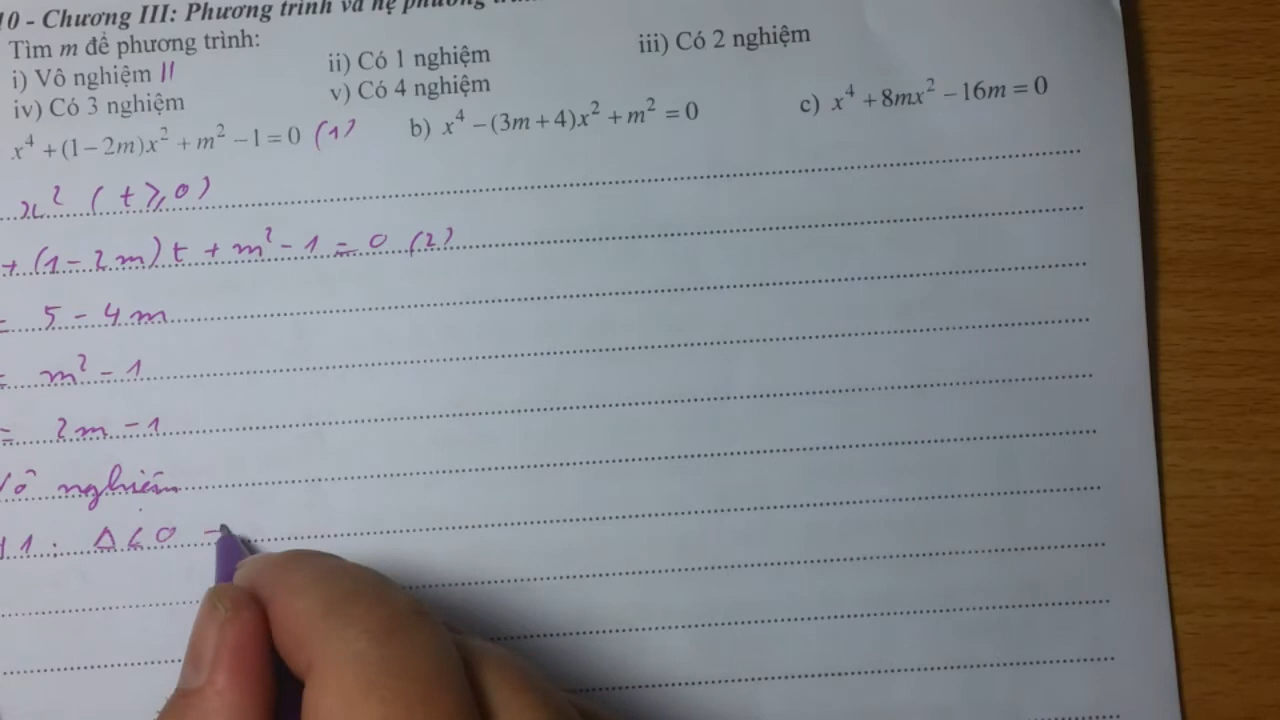 10 - Chương III: Phương trình và hệ phương
Tìm m để phương trình:
i) Vô nghiệm // ii) Có 1 nghiệm iii) Có 2 nghiệm
iv) Có 3 nghiệm v) Có 4 nghiệm
x⁴ + (1 − 2m)x² + m² − 1 = 0 (1) b) x⁴ − (3m + 4)x² + m² = 0 c) x⁴ + 8mx² − 16m = 0
x² (t ≥ 0)
+ (1 − 2m)t + m² − 1 = 0 (2)
= 5 − 4m
= m² − 1
= 2m − 1
Vô nghiệm
1: Δ < 0